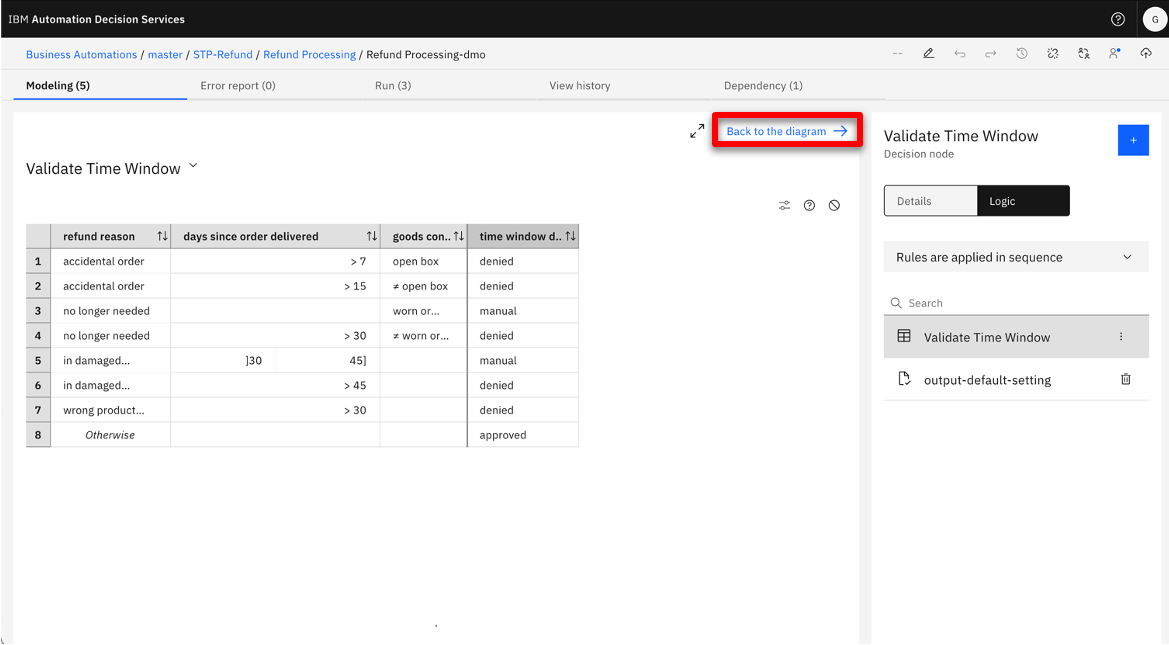 IBM Automation Decision Services
G
Business Automations / master / STP-Refund / Refund Processing / Refund Processing-dmo
--
Modeling (5) Error report (0) Run (3) View history Dependency (1)
Back to the diagram →
Validate Time Window
refund reason days since order delivered goods con.. time window d..
1 accidental order > 7 open box denied
2 accidental order > 15 ≠ open box denied
3 no longer needed worn or... manual
4 no longer needed > 30 ≠ worn or... denied
5 in damaged... ]30 45] manual
6 in damaged... > 45 denied
7 wrong product... > 30 denied
8 Otherwise approved
Validate Time Window
Decision node
+
Details Logic
Rules are applied in sequence
Search
Validate Time Window
output-default-setting